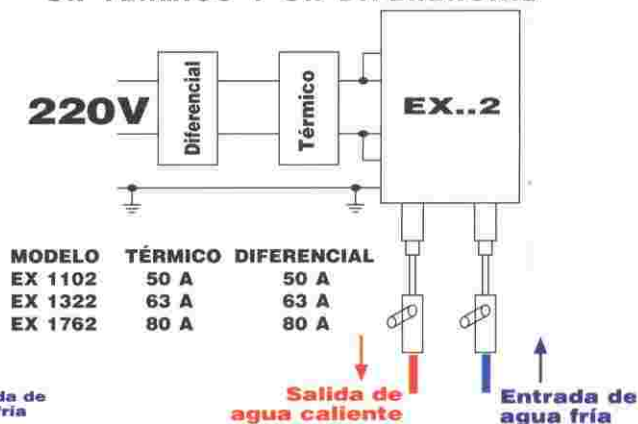 220V
Diferencial
Térmico
EX..2
MODELO TÉRMICO DIFERENCIAL
EX 1102 50 A 50 A
EX 1322 63 A 63 A
EX 1762 80 A 80 A
Salida de
agua caliente
Entrada de
agua fría